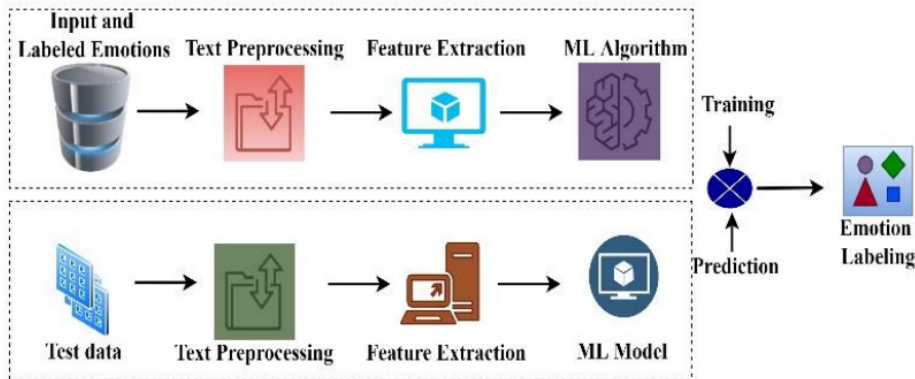 Input and
Labeled Emotions
Text Preprocessing
Feature Extraction
ML Algorithm
Training
Prediction
Emotion
Labeling
Test data
Text Preprocessing
Feature Extraction
ML Model